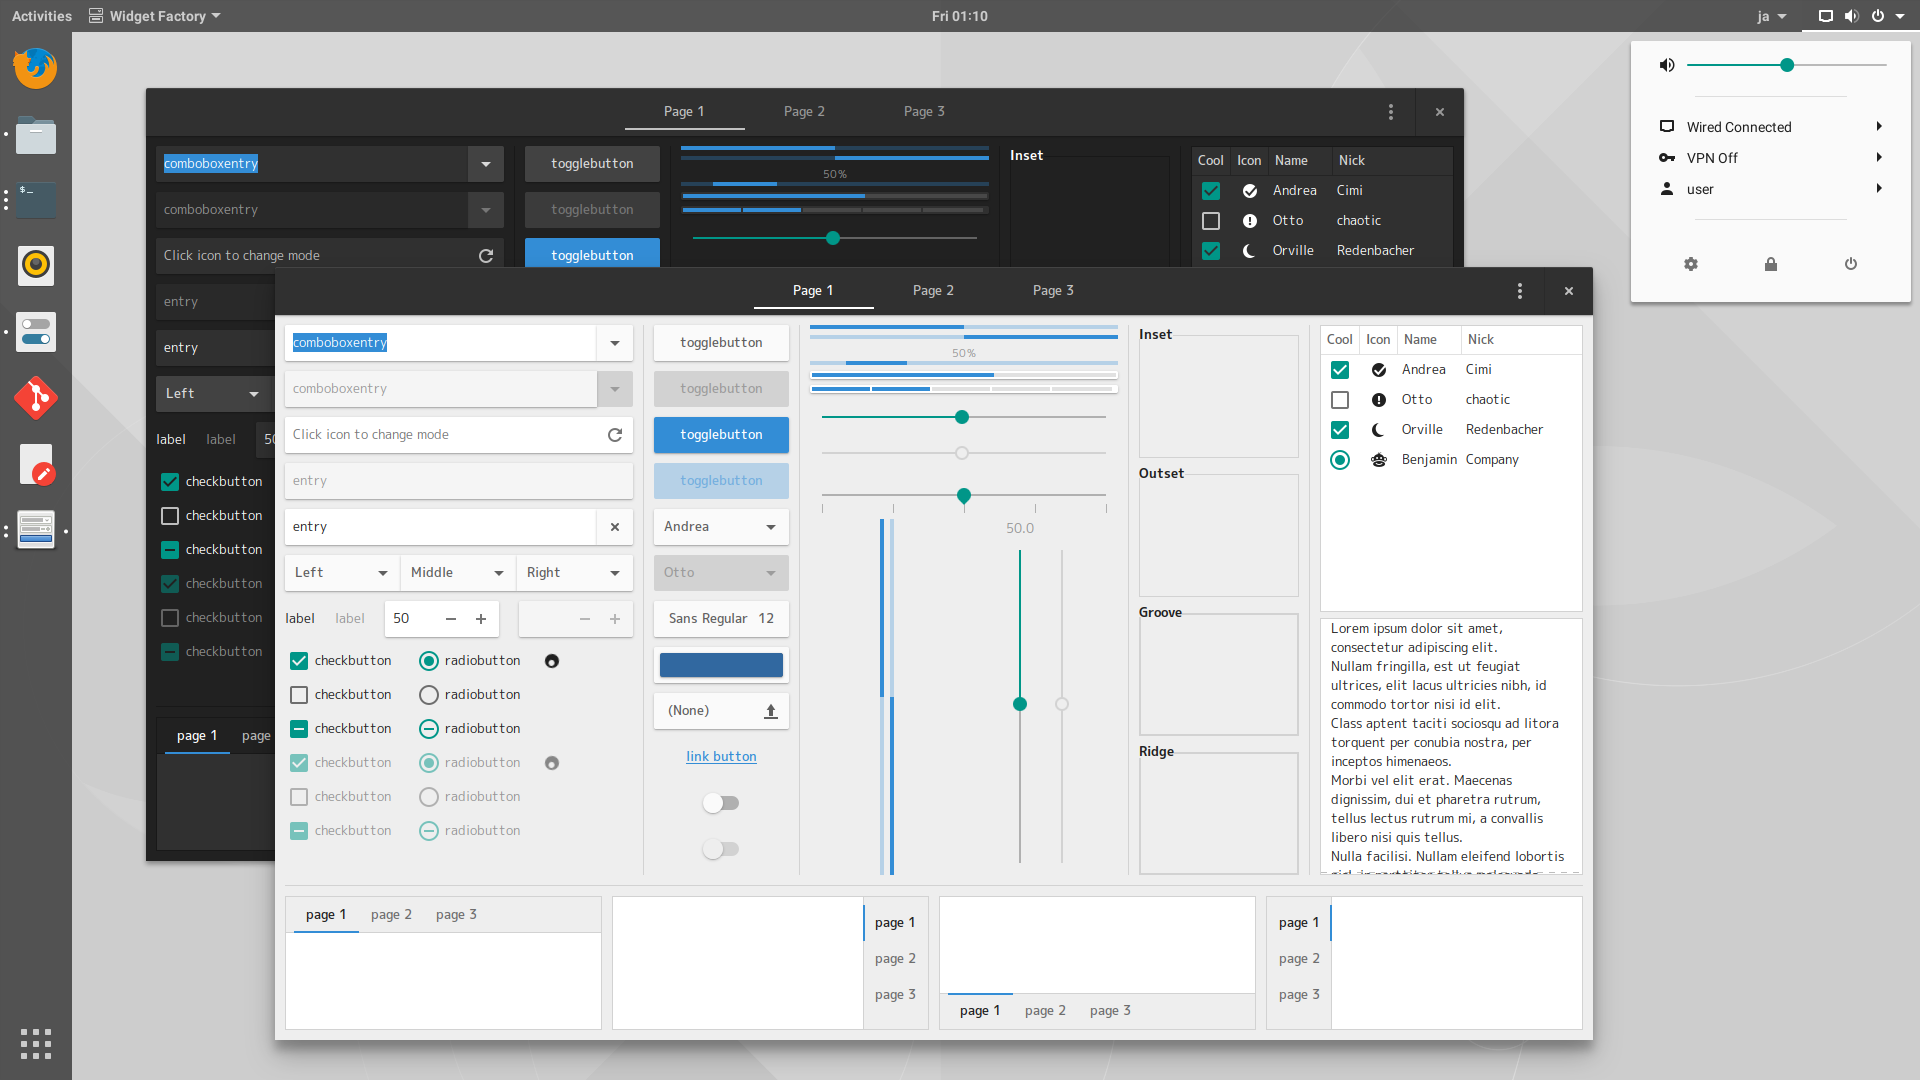 Activities
Widget Factory
Fri 01:10
ja
Wired Connected
VPN Off
user
Page 1
Page 2
Page 3
comboboxentry
togglebutton
50%
Inset
Cool Icon Name Nick
Andrea Cimi
comboboxentry
togglebutton
Otto chaotic
Click icon to change mode
togglebutton
Orville Redenbacher
entry
entry
Left
label label 50
checkbutton
checkbutton
checkbutton
checkbutton
checkbutton
checkbutton
page 1 page
Page 1
Page 2
Page 3
comboboxentry
comboboxentry
Click icon to change mode
entry
entry
Left
Middle
Right
label label 50
checkbutton radiobutton
checkbutton radiobutton
checkbutton radiobutton
checkbutton radiobutton
checkbutton radiobutton
checkbutton radiobutton
togglebutton
togglebutton
togglebutton
togglebutton
Andrea
Otto
Sans Regular 12
(None)
link button
50%
50.0
Inset
Outset
Groove
Ridge
Cool Icon Name Nick
Andrea Cimi
Otto chaotic
Orville Redenbacher
Benjamin Company
Lorem ipsum dolor sit amet,
consectetur adipiscing elit.
Nullam fringilla, est ut feugiat
ultrices, elit lacus ultricies nibh, id
commodo tortor nisi id elit.
Class aptent taciti sociosqu ad litora
torquent per conubia nostra, per
inceptos himenaeos.
Morbi vel elit erat. Maecenas
dignissim, dui et pharetra rutrum,
tellus lectus rutrum mi, a convallis
libero nisi quis tellus.
Nulla facilisi. Nullam eleifend lobortis
page 1 page 2 page 3
page 1
page 2
page 3
page 1 page 2 page 3
page 1
page 2
page 3